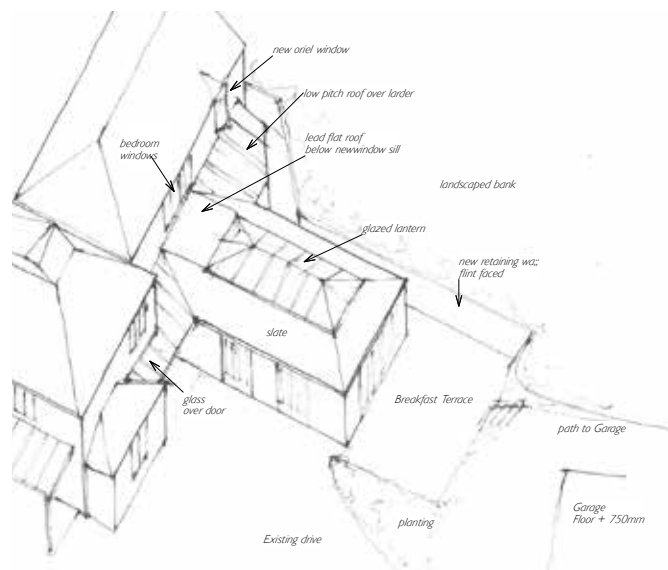 new oriel window
low pitch roof over larder
lead flat roof
below newwindow sill
bedroom
windows
landscaped bank
glazed lantern
new retaining wa;;
flint faced
slate
glass
over door
Breakfast Terrace
path to Garage
Garage
Floor + 750mm
planting
Existing drive